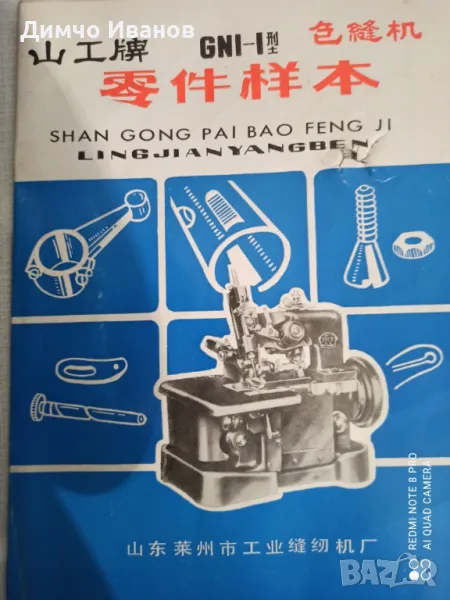 Димчо Иванов
山工牌 GN1-1型 包缝机
零件样本
SHAN GONG PAI BAO FENG JI
LINGJIANYANGBEN
山东莱州市工业缝纫机厂
REDMI NOTE 8 PRO
AI QUAD CAMERA
bazar